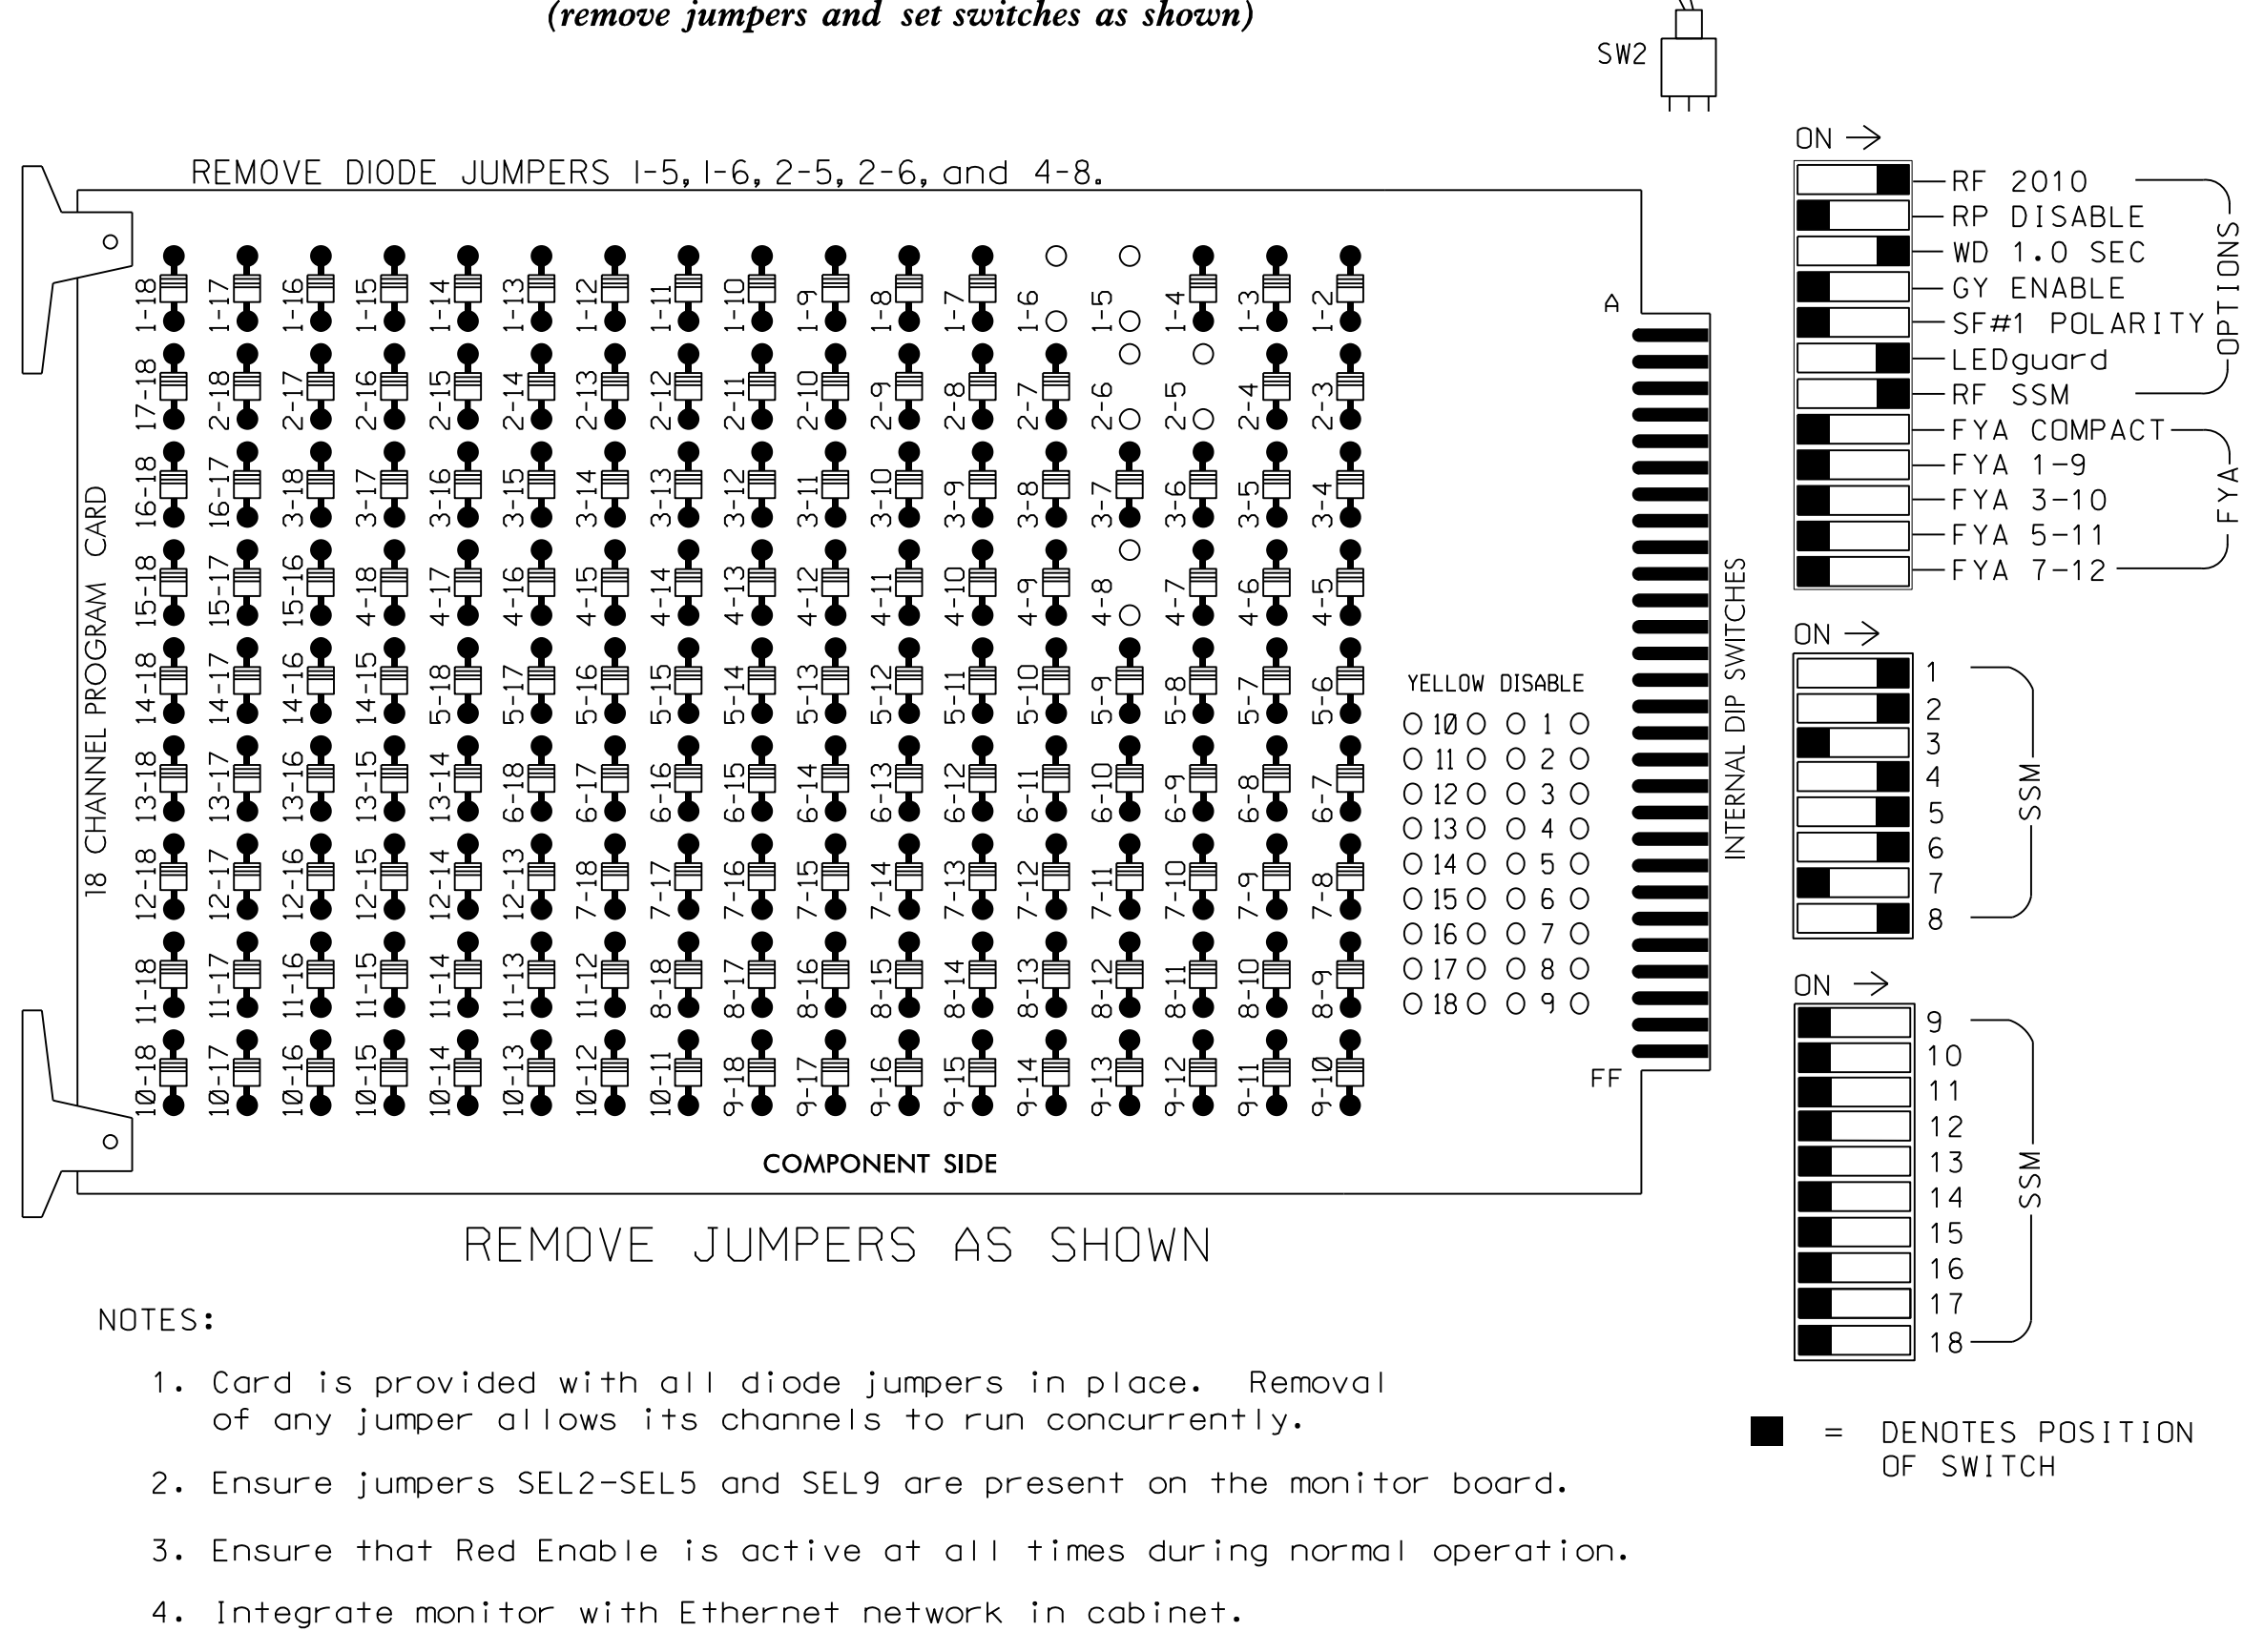 (remove jumpers and set switches as shown)
SW2
REMOVE DIODE JUMPERS 1-5, 1-6, 2-5, 2-6, and 4-8.
18 CHANNEL PROGRAM CARD
1-18 1-17 1-16 1-15 1-14 1-13 1-12 1-11 1-10 1-9 1-8 1-7 1-6 1-5 1-4 1-3 1-2
17-18 2-18 2-17 2-16 2-15 2-14 2-13 2-12 2-11 2-10 2-9 2-8 2-7 2-6 2-5 2-4 2-3
16-18 16-17 3-18 3-17 3-16 3-15 3-14 3-13 3-12 3-11 3-10 3-9 3-8 3-7 3-6 3-5 3-4
15-18 15-17 15-16 4-18 4-17 4-16 4-15 4-14 4-13 4-12 4-11 4-10 4-9 4-8 4-7 4-6 4-5
14-18 14-17 14-16 14-15 5-18 5-17 5-16 5-15 5-14 5-13 5-12 5-11 5-10 5-9 5-8 5-7 5-6
13-18 13-17 13-16 13-15 13-14 6-18 6-17 6-16 6-15 6-14 6-13 6-12 6-11 6-10 6-9 6-8 6-7
12-18 12-17 12-16 12-15 12-14 12-13 7-18 7-17 7-16 7-15 7-14 7-13 7-12 7-11 7-10 7-9 7-8
11-18 11-17 11-16 11-15 11-14 11-13 11-12 8-18 8-17 8-16 8-15 8-14 8-13 8-12 8-11 8-10 8-9
10-18 10-17 10-16 10-15 10-14 10-13 10-12 10-11 9-18 9-17 9-16 9-15 9-14 9-13 9-12 9-11 9-10
A
YELLOW DISABLE
10 1
11 2
12 3
13 4
14 5
15 6
16 7
17 8
18 9
FF
COMPONENT SIDE
INTERNAL DIP SWITCHES
ON
RF 2010
RP DISABLE
WD 1.0 SEC
GY ENABLE
SF#1 POLARITY
LEDguard
RF SSM
OPTIONS
FYA COMPACT
FYA 1-9
FYA 3-10
FYA 5-11
FYA 7-12
FYA
ON
1
2
3
4
5
6
7
8
SSM
ON
9
10
11
12
13
14
15
16
17
18
SSM
REMOVE JUMPERS AS SHOWN
NOTES:
1. Card is provided with all diode jumpers in place. Removal
of any jumper allows its channels to run concurrently.
2. Ensure jumpers SEL2-SEL5 and SEL9 are present on the monitor board.
3. Ensure that Red Enable is active at all times during normal operation.
4. Integrate monitor with Ethernet network in cabinet.
= DENOTES POSITION
OF SWITCH